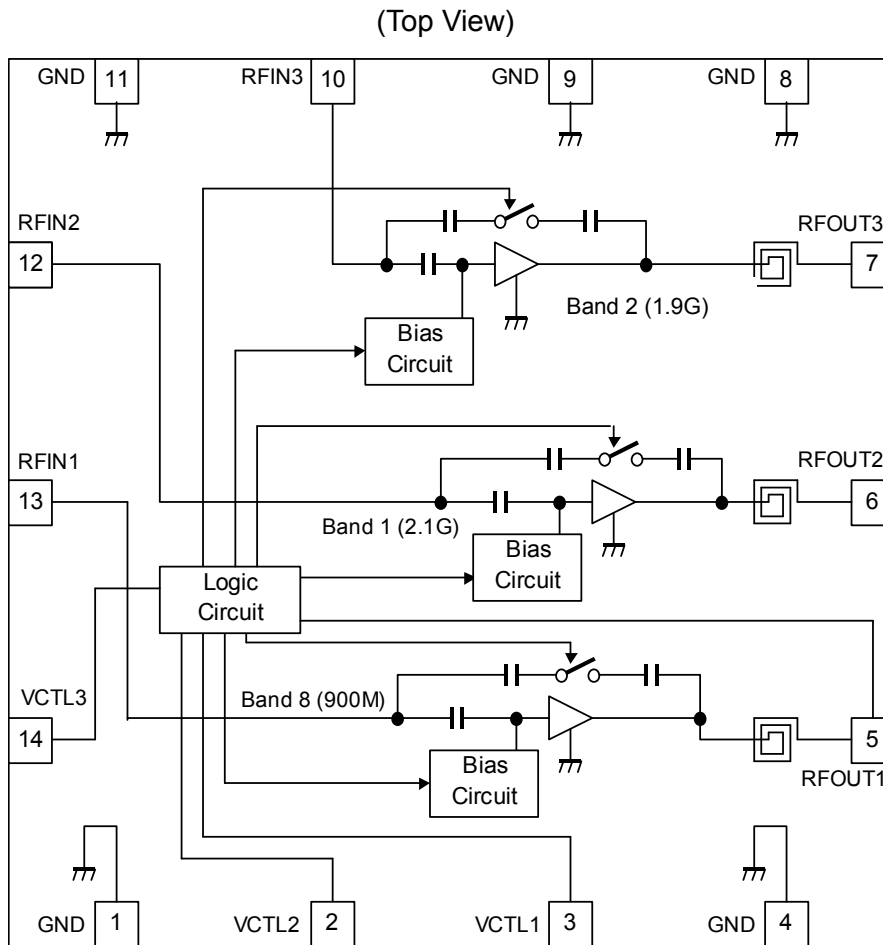 (Top View)
GND 11
RFIN3 10
GND 9
GND 8
RFIN2
12
RFOUT3
7
Band 2 (1.9G)
Bias
Circuit
RFIN1
13
RFOUT2
6
Band 1 (2.1G)
Bias
Circuit
Logic
Circuit
VCTL3
14
Band 8 (900M)
5
RFOUT1
Bias
Circuit
GND 1
VCTL2 2
VCTL1 3
GND 4